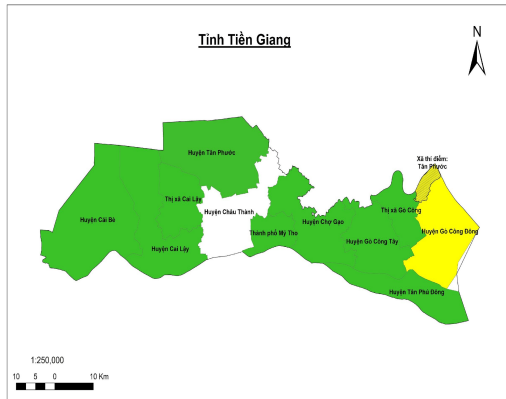 Tỉnh Tiền Giang
N
Huyện Tân Phước
Xã thí điểm:
Tân Phước
Thị xã Cai Lậy
Huyện Châu Thành
Thị xã Gò Công
Huyện Cái Bè
Huyện Chợ Gạo
Thành phố Mỹ Tho
Huyện Gò Công Đông
Huyện Gò Công Tây
Huyện Cai Lậy
Huyện Tân Phú Đông
1:250,000
10 5 0 10 Km